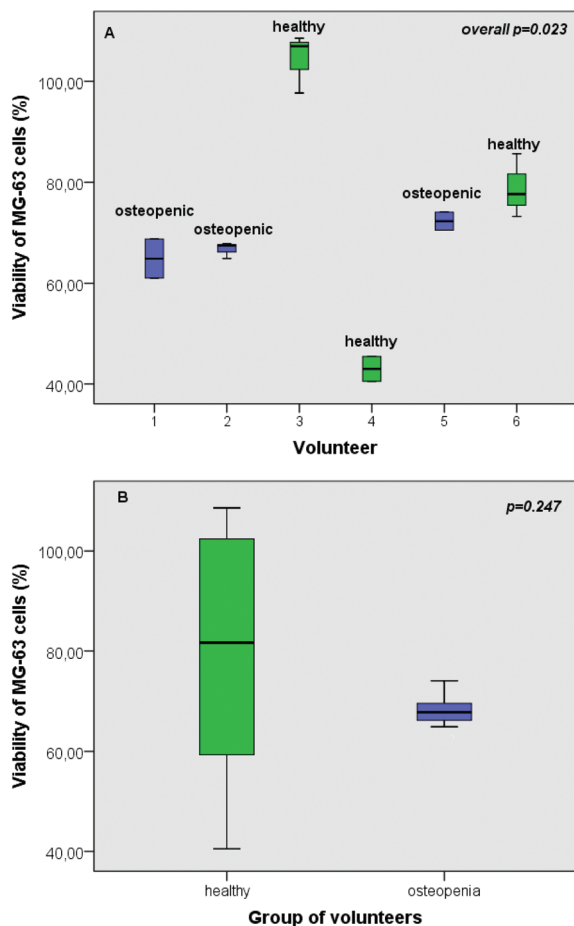 A
overall p=0.023
healthy
100,00
80,00
60,00
40,00
osteopenic
osteopenic
healthy
osteopenic
healthy
Viability of MG-63 cells (%)
1 2 3 4 5 6
Volunteer
B
p=0.247
100,00
80,00
60,00
40,00
Viability of MG-63 cells (%)
healthy osteopenia
Group of volunteers